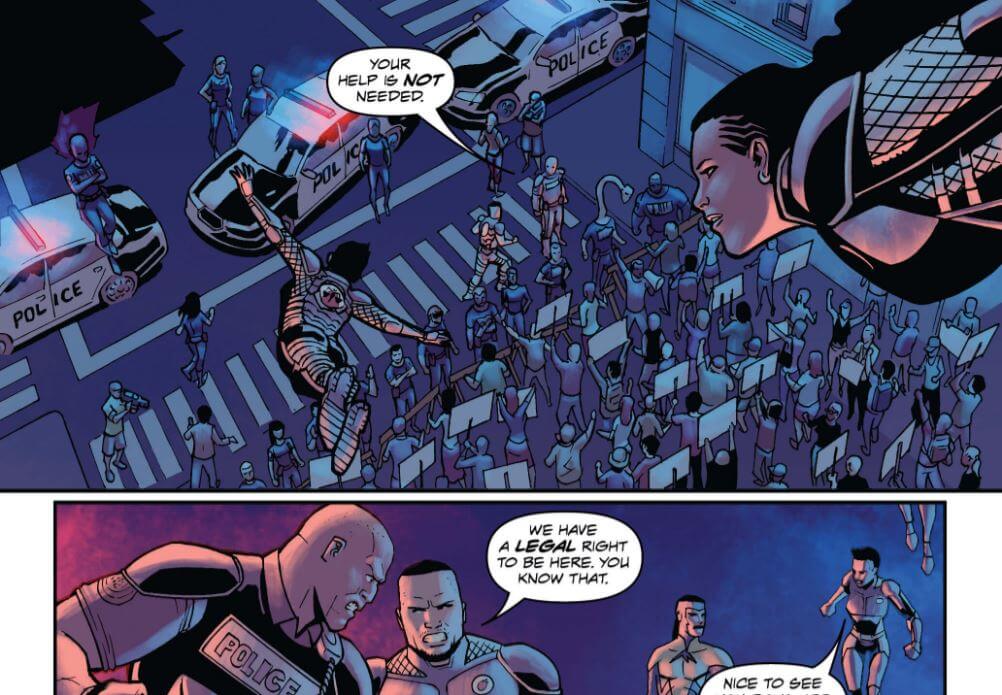 YOUR
HELP IS NOT
NEEDED.
POLICE
POLICE
POLICE
WE HAVE
A LEGAL RIGHT
TO BE HERE. YOU
KNOW THAT.
POLICE
NICE TO SEE